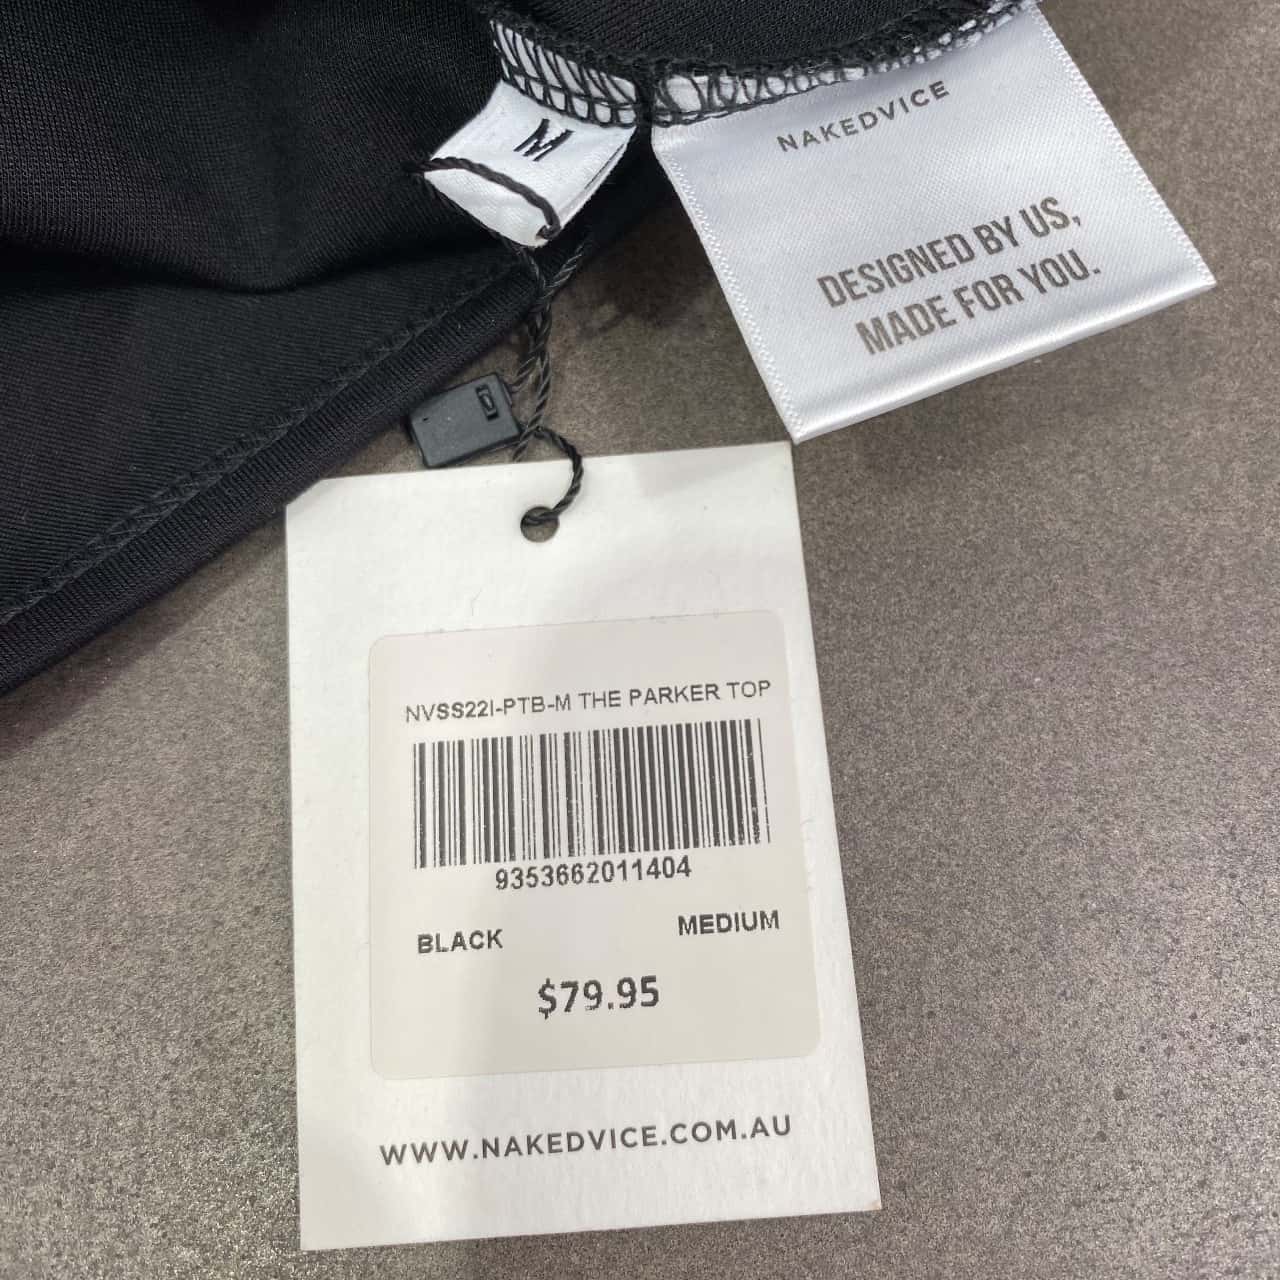 M
NAKEDVICE
DESIGNED BY US,
MADE FOR YOU.
NVSS22I-PTB-M THE PARKER TOP
9353662011404
BLACK MEDIUM
$79.95
WWW.NAKEDVICE.COM.AU